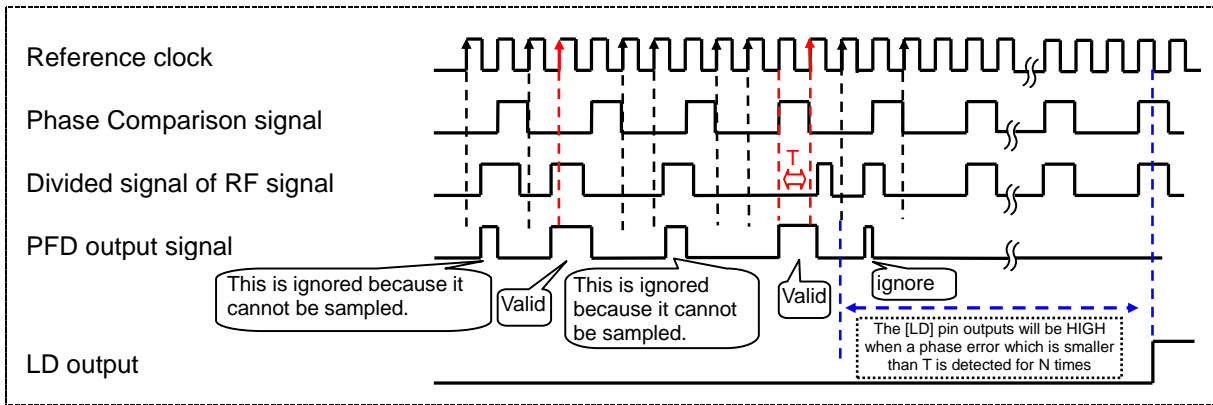 Reference clock
Phase Comparison signal
Divided signal of RF signal
T
PFD output signal
This is ignored because it
cannot be sampled.
Valid
This is ignored
because it cannot
be sampled.
Valid
ignore
The [LD] pin outputs will be HIGH
when a phase error which is smaller
than T is detected for N times
LD output